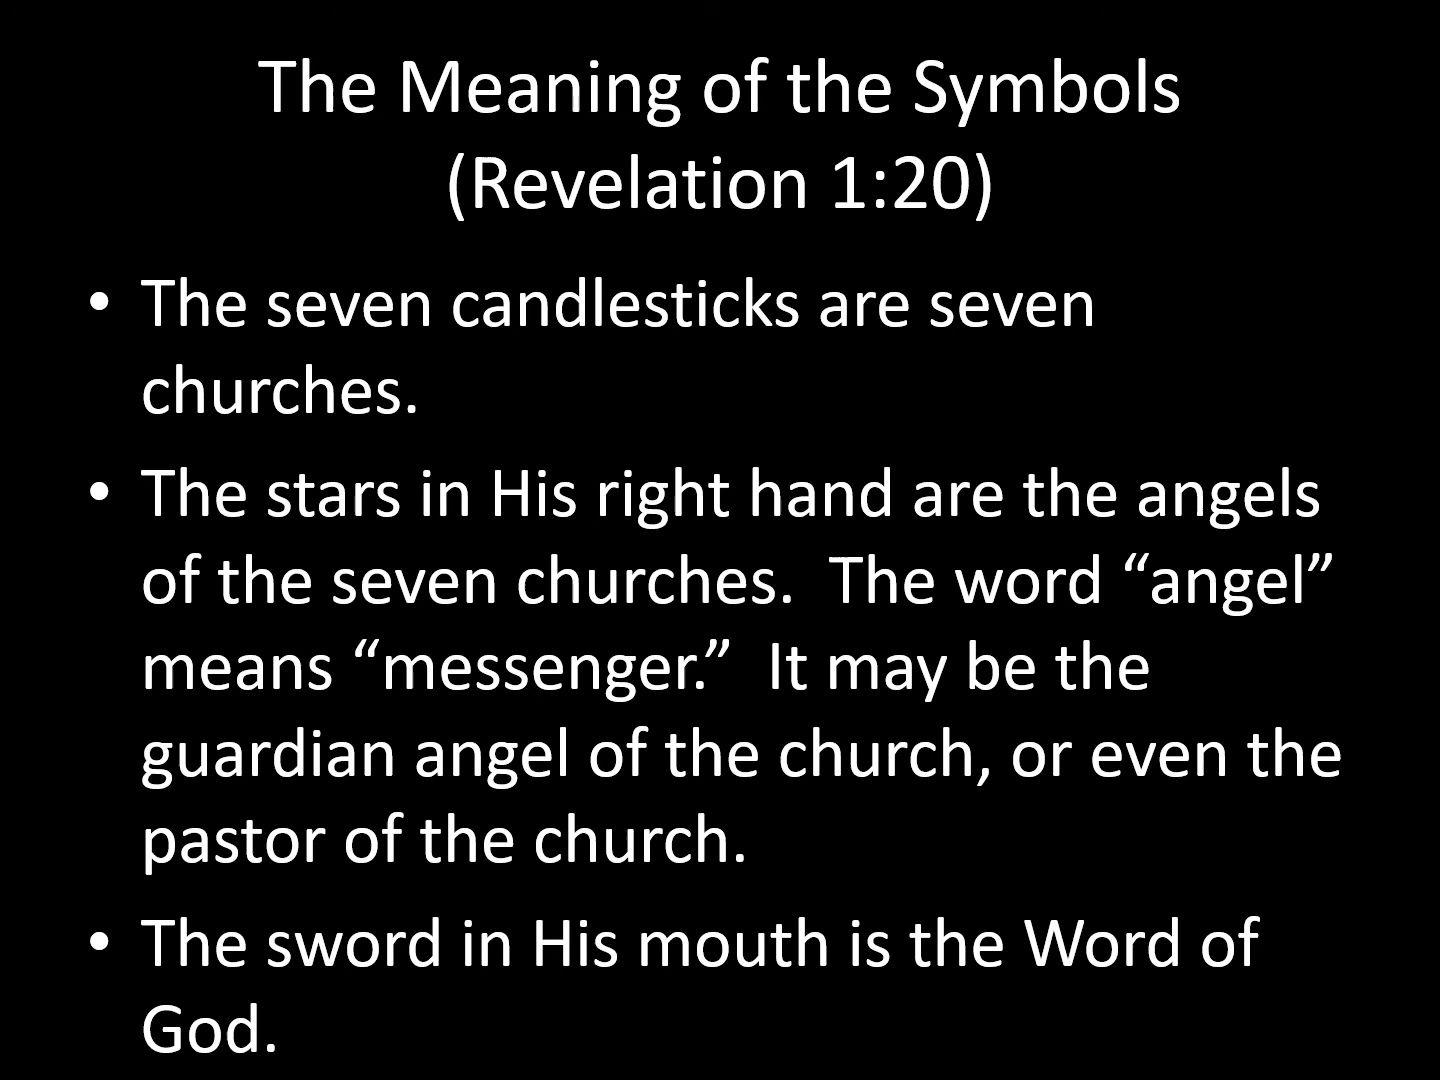 The Meaning of the Symbols
(Revelation 1:20)
• The seven candlesticks are seven
churches.
• The stars in His right hand are the angels
of the seven churches.  The word “angel”
means “messenger.”  It may be the
guardian angel of the church, or even the
pastor of the church.
• The sword in His mouth is the Word of
God.